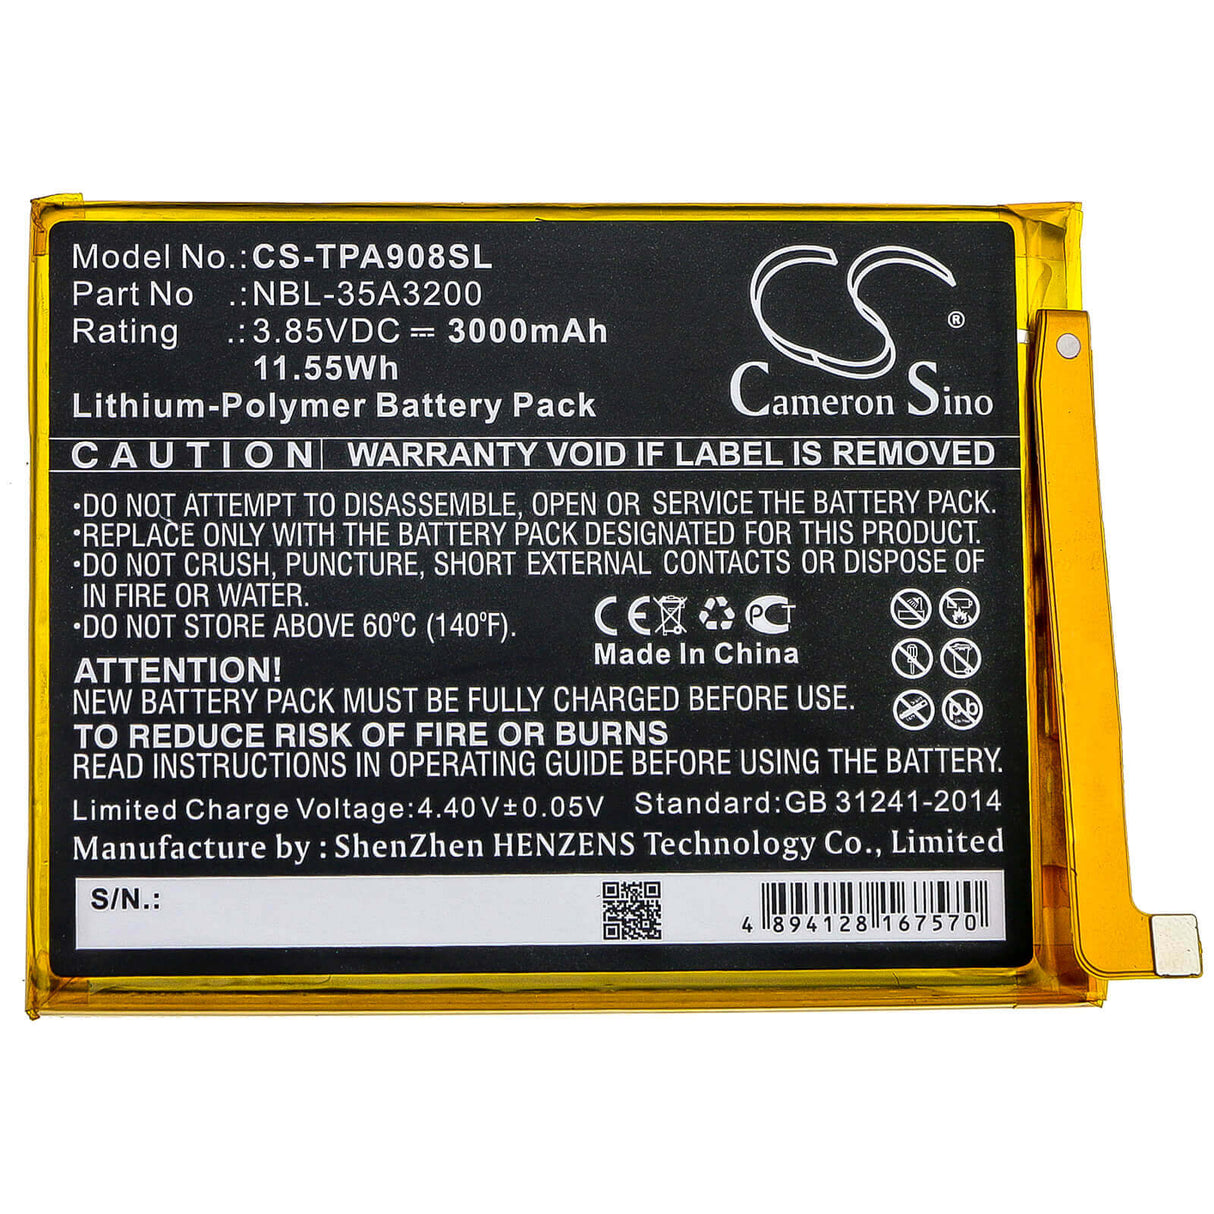 Model No.: CS-TPA908SL
Part No .: NBL-35A3200
Rating .: 3.85VDC ⎓ 3000mAh
11.55Wh
Lithium-Polymer Battery Pack
CS ®
Cameron Sino
CAUTION | WARRANTY VOID IF LABEL IS REMOVED
•DO NOT ATTEMPT TO DISASSEMBLE, OPEN OR SERVICE THE BATTERY PACK.
•REPLACE ONLY WITH THE BATTERY PACK DESIGNATED FOR THIS PRODUCT.
•DO NOT CRUSH, PUNCTURE, SHORT EXTERNAL CONTACTS OR DISPOSE OF
IN FIRE OR WATER.
•DO NOT STORE ABOVE 60ºC (140ºF).
CE PCT
Made In China
Pb
ATTENTION!
NEW BATTERY PACK MUST BE FULLY CHARGED BEFORE USE.
TO REDUCE RISK OF FIRE OR BURNS
READ INSTRUCTIONS IN OPERATING GUIDE BEFORE USING THE BATTERY.
Limited Charge Voltage:4.40V±0.05V Standard:GB 31241-2014
Manufacture by : ShenZhen HENZENS Technology Co., Limited
S/N.:
4 894128 167570